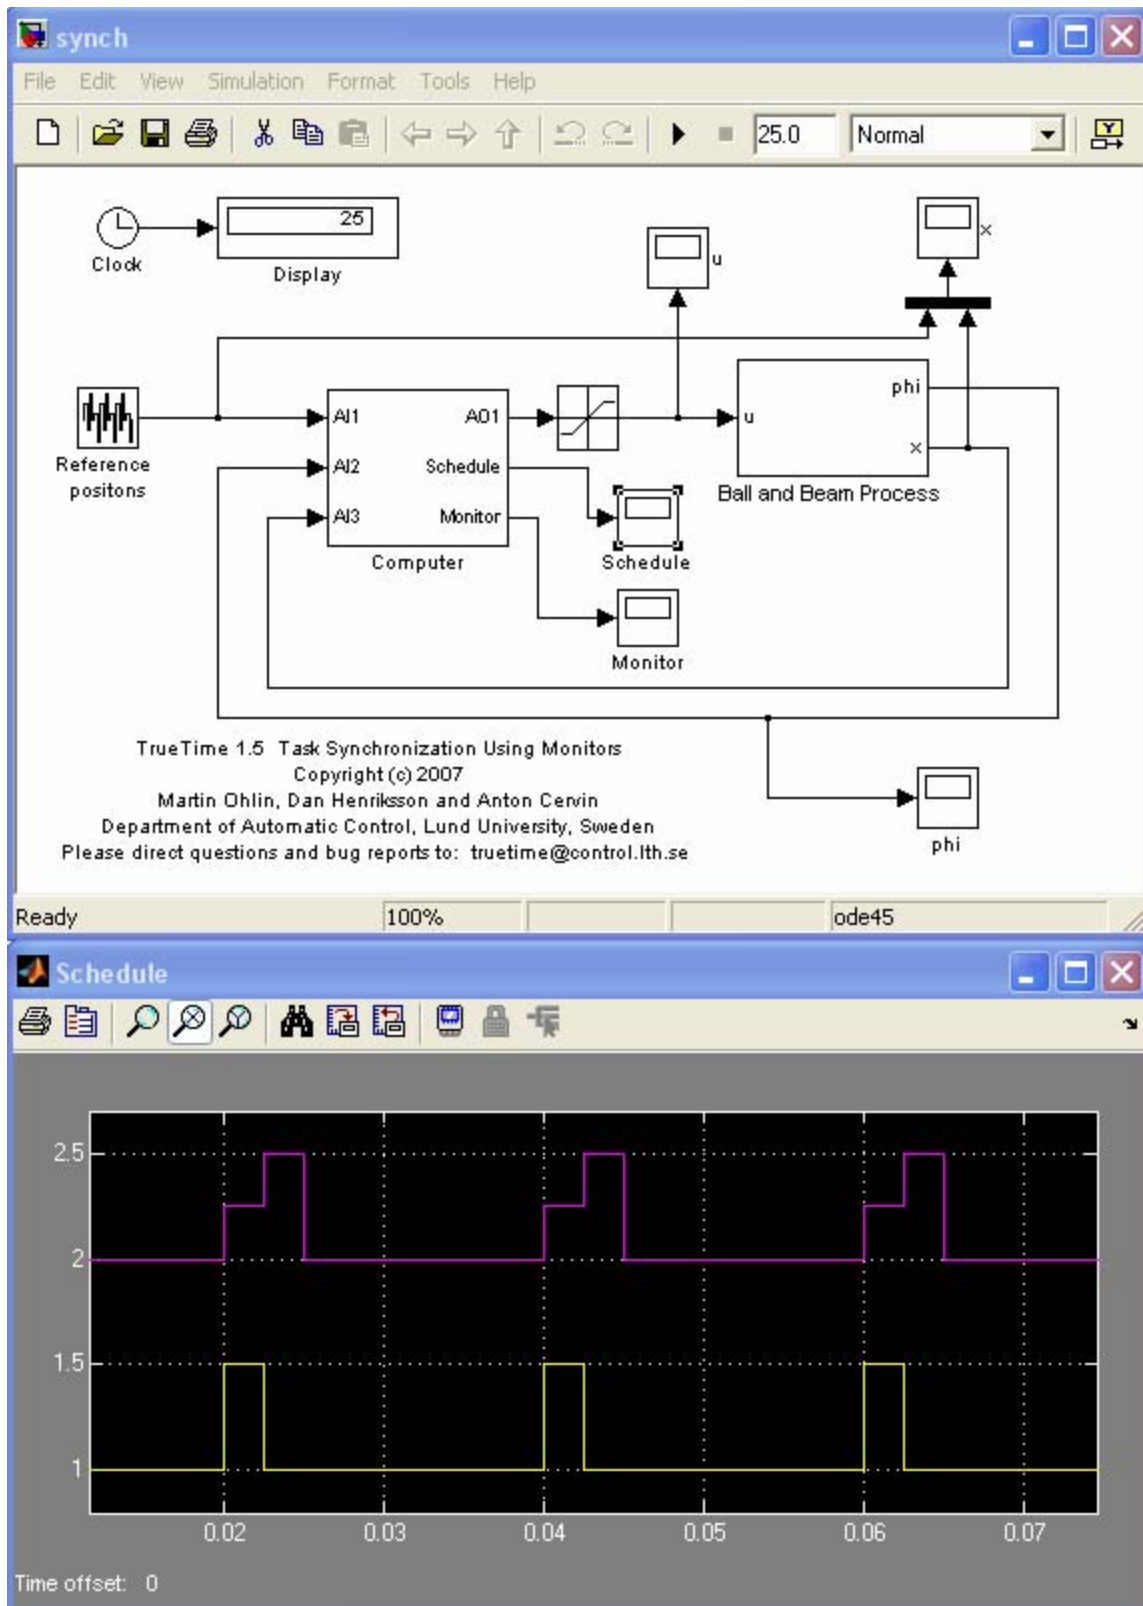 synch
File Edit View Simulation Format Tools Help
25.0 Normal
25
Clock
Display
u
x
Reference
positons
AI1
AI2
AI3
AO1
Schedule
Monitor
Computer
u
phi
x
Ball and Beam Process
Schedule
Monitor
phi
TrueTime 1.5 Task Synchronization Using Monitors
Copyright (c) 2007
Martin Ohlin, Dan Henriksson and Anton Cervin
Department of Automatic Control, Lund University, Sweden
Please direct questions and bug reports to: truetime@control.lth.se
Ready 100% ode45
Schedule
2.5
2
1.5
1
0.02 0.03 0.04 0.05 0.06 0.07
Time offset: 0